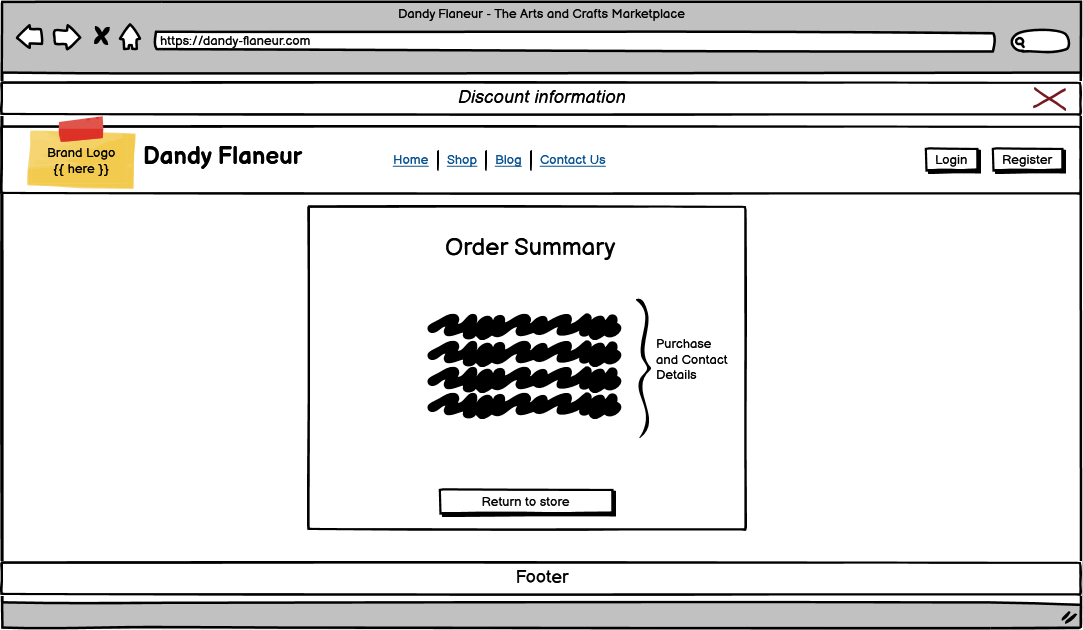 Dandy Flaneur - The Arts and Crafts Marketplace
https://dandy-flaneur.com
Discount information
Brand Logo
{{ here }}
Dandy Flaneur
Home
Shop
Blog
Contact Us
Login
Register
Order Summary
Purchase
and Contact
Details
Return to store
Footer